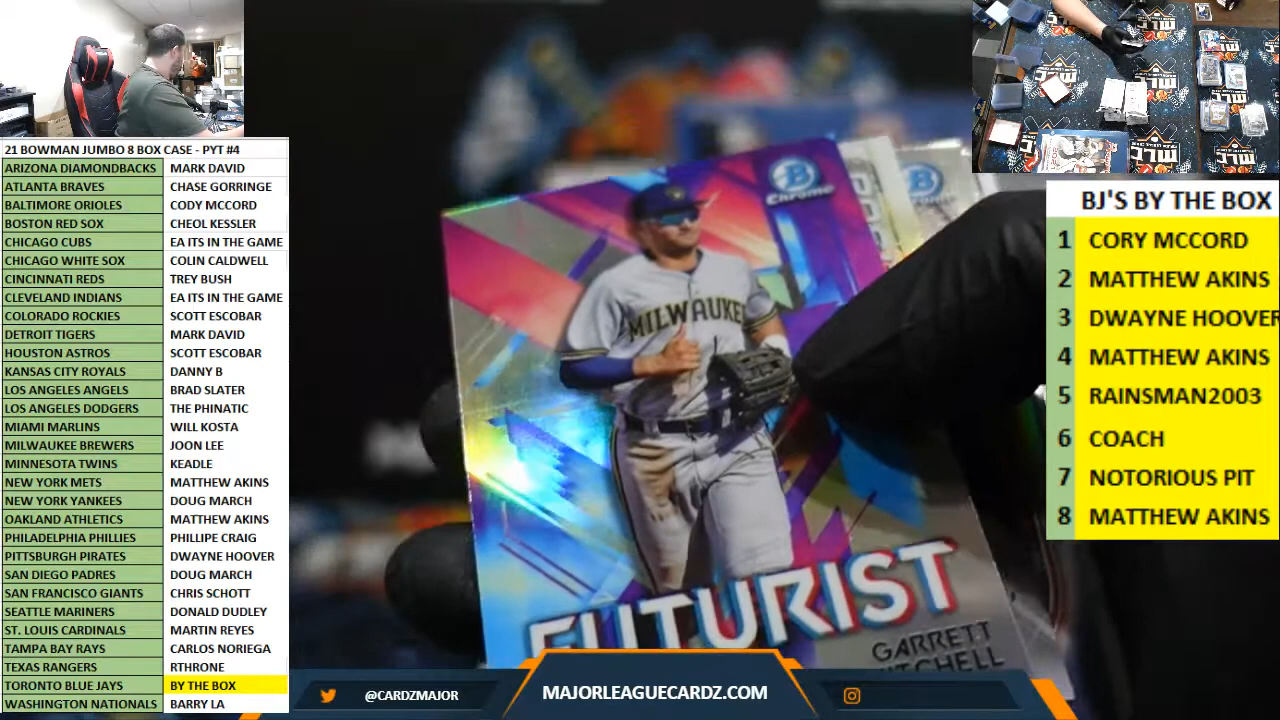 21 BOWMAN JUMBO 8 BOX CASE - PYT #4
ARIZONA DIAMONDBACKS MARK DAVID
ATLANTA BRAVES CHASE GORRINGE
BALTIMORE ORIOLES CODY MCCORD
BOSTON RED SOX CHEOL KESSLER
CHICAGO CUBS EA ITS IN THE GAME
CHICAGO WHITE SOX COLIN CALDWELL
CINCINNATI REDS TREY BUSH
CLEVELAND INDIANS EA ITS IN THE GAME
COLORADO ROCKIES SCOTT ESCOBAR
DETROIT TIGERS MARK DAVID
HOUSTON ASTROS SCOTT ESCOBAR
KANSAS CITY ROYALS DANNY B
LOS ANGELES ANGELS BRAD SLATER
LOS ANGELES DODGERS THE PHINATIC
MIAMI MARLINS WILL KOSTA
MILWAUKEE BREWERS JOON LEE
MINNESOTA TWINS KEADLE
NEW YORK METS MATTHEW AKINS
NEW YORK YANKEES DOUG MARCH
OAKLAND ATHLETICS MATTHEW AKINS
PHILADELPHIA PHILLIES PHILLIPE CRAIG
PITTSBURGH PIRATES DWAYNE HOOVER
SAN DIEGO PADRES DOUG MARCH
SAN FRANCISCO GIANTS CHRIS SCHOTT
SEATTLE MARINERS DONALD DUDLEY
ST. LOUIS CARDINALS MARTIN REYES
TAMPA BAY RAYS CARLOS NORIEGA
TEXAS RANGERS RTHRONE
TORONTO BLUE JAYS BY THE BOX
WASHINGTON NATIONALS BARRY LA
B
Chrome
B
Chrome
MILWAUKEE
FUTURIST
GARRETT
MITCHELL
@CARDZMAJOR
MAJORLEAGUECARDZ.COM
BJ'S BY THE BOX
1 CORY MCCORD
2 MATTHEW AKINS
3 DWAYNE HOOVER
4 MATTHEW AKINS
5 RAINSMAN2003
6 COACH
7 NOTORIOUS PIT
8 MATTHEW AKINS